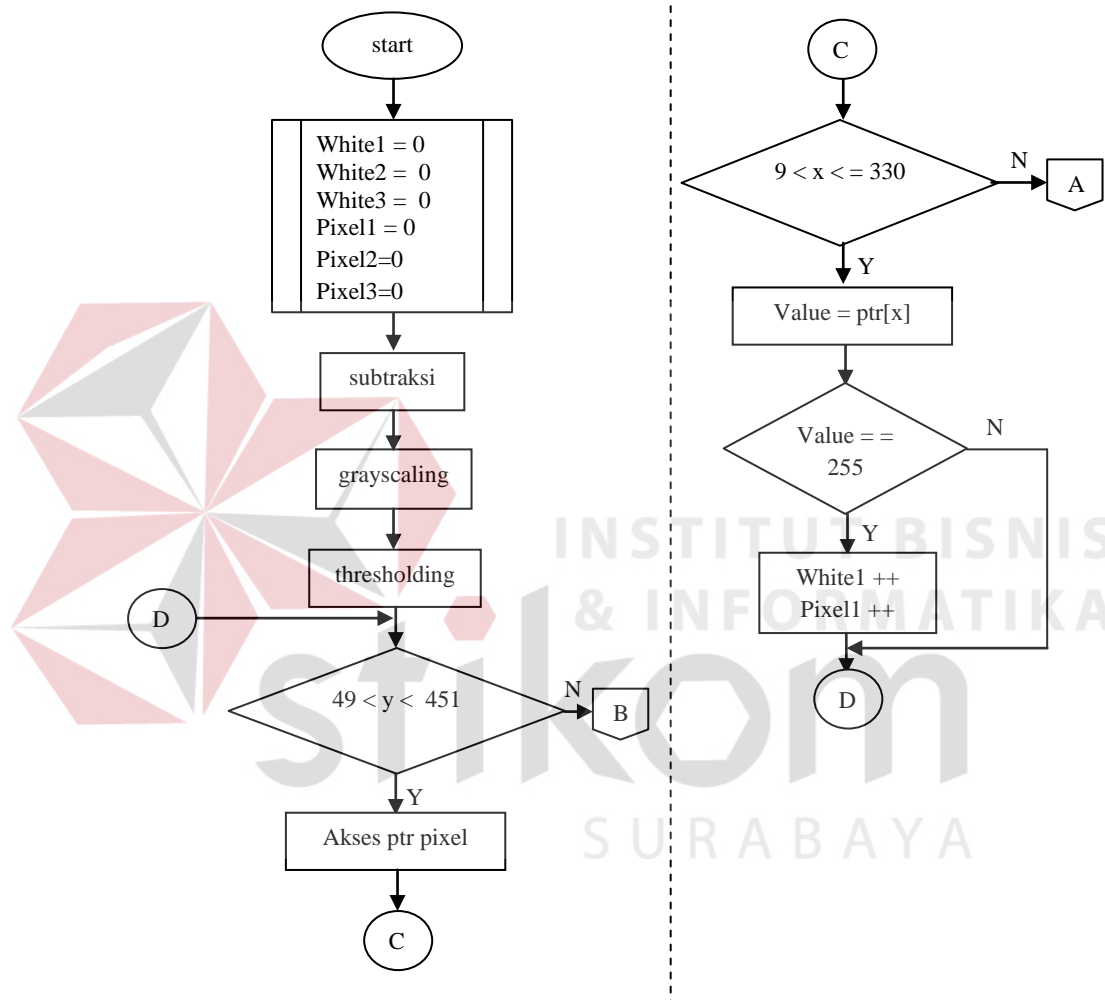 start
White1 = 0
White2 = 0
White3 = 0
Pixel1 = 0
Pixel2=0
Pixel3=0
subtraksi
grayscaling
thresholding
D
49 < y < 451
N
B
Y
Akses ptr pixel
C
C
9 < x < = 330
N
A
Y
Value = ptr[x]
Value = =
255
N
Y
White1 ++
Pixel1 ++
D
INSTITUT BISNIS
& INFORMATIKA
stikom
SURABAYA